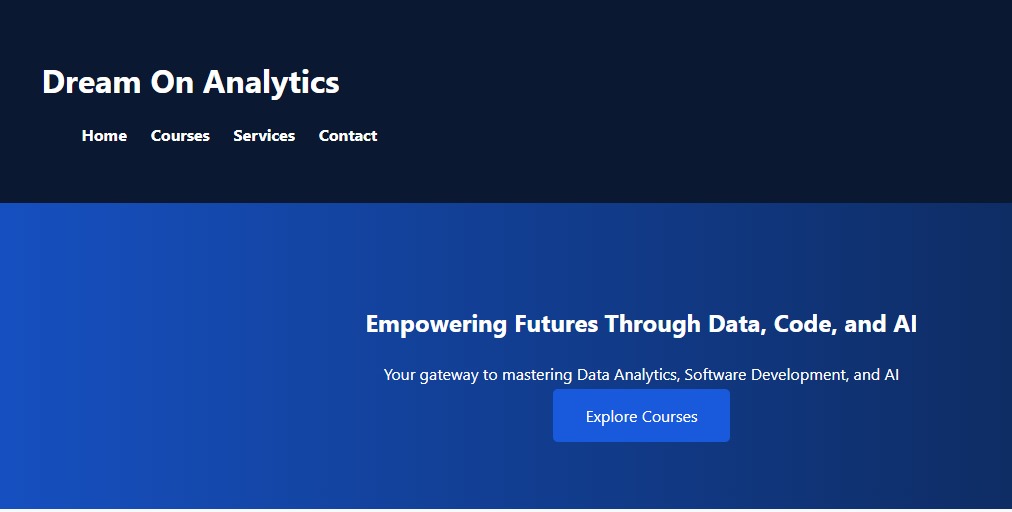 Dream On Analytics
Home Courses Services Contact
Empowering Futures Through Data, Code, and AI
Your gateway to mastering Data Analytics, Software Development, and AI
Explore Courses